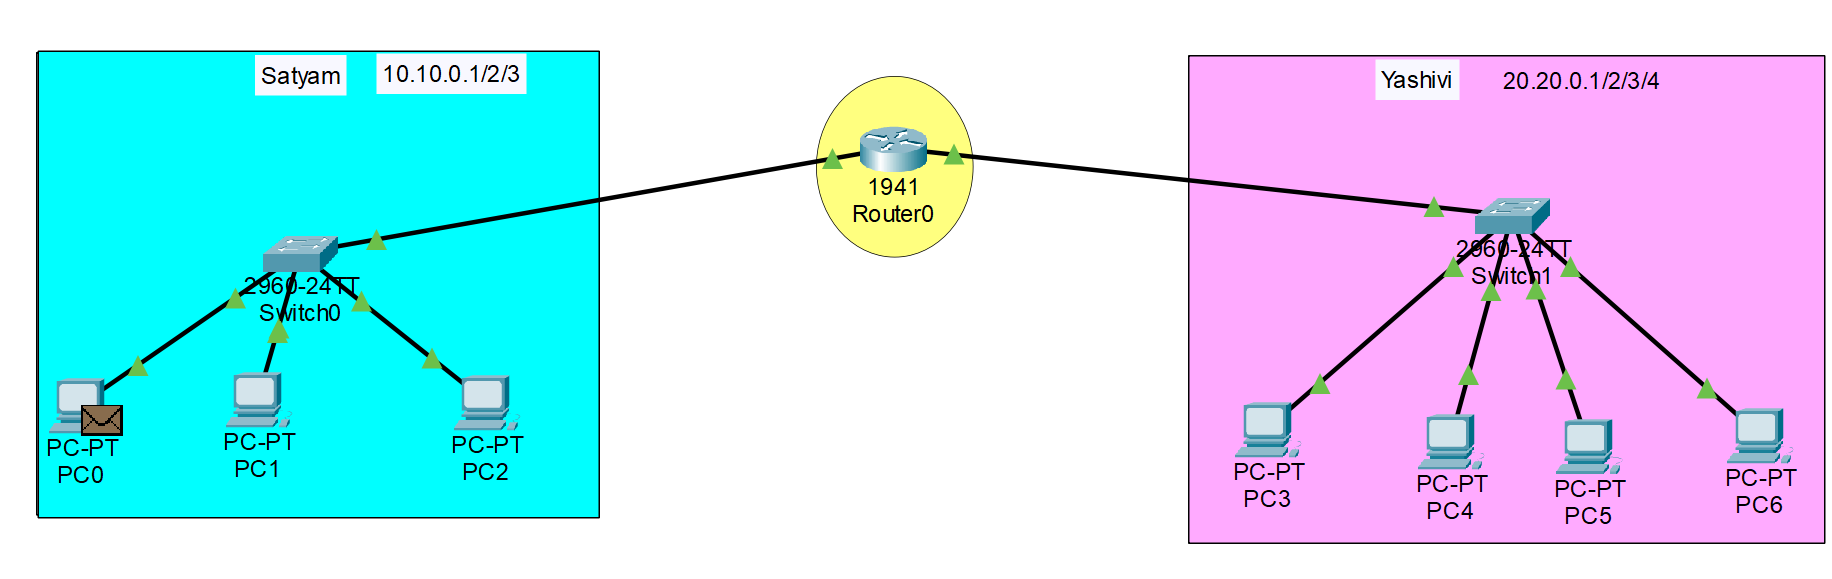 Satyam
10.10.0.1/2/3
Yashivi
20.20.0.1/2/3/4
1941
Router0
2960-24TT
Switch0
2960-24TT
Switch1
PC-PT
PC0
PC-PT
PC1
PC-PT
PC2
PC-PT
PC3
PC-PT
PC4
PC-PT
PC5
PC-PT
PC6